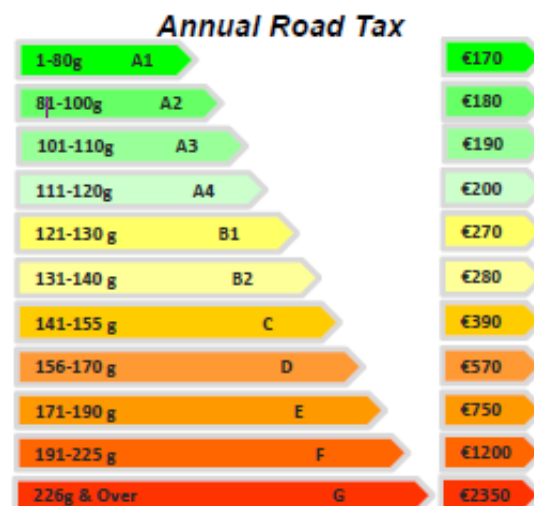 Annual Road Tax
1-80g A1 €170
81-100g A2 €180
101-110g A3 €190
111-120g A4 €200
121-130 g B1 €270
131-140 g B2 €280
141-155 g C €390
156-170 g D €570
171-190 g E €750
191-225 g F €1200
226g & Over G €2350